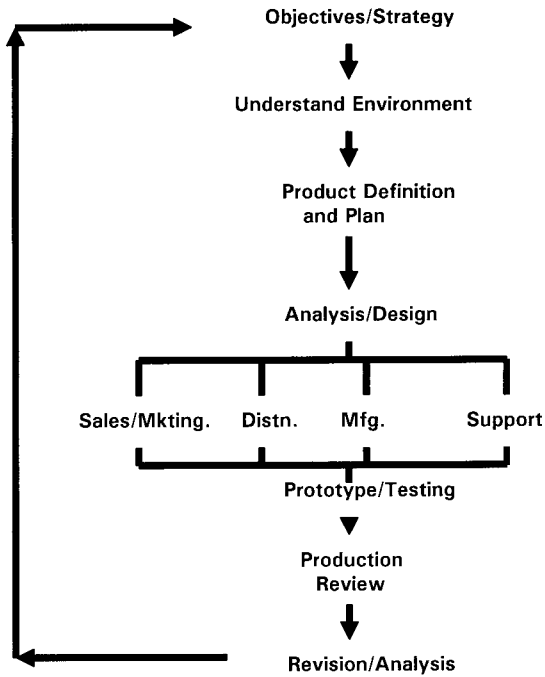 Objectives/Strategy
Understand Environment
Product Definition
and Plan
Analysis/Design
Sales/Mkting. Distn. Mfg. Support
Prototype/Testing
Production
Review
Revision/Analysis